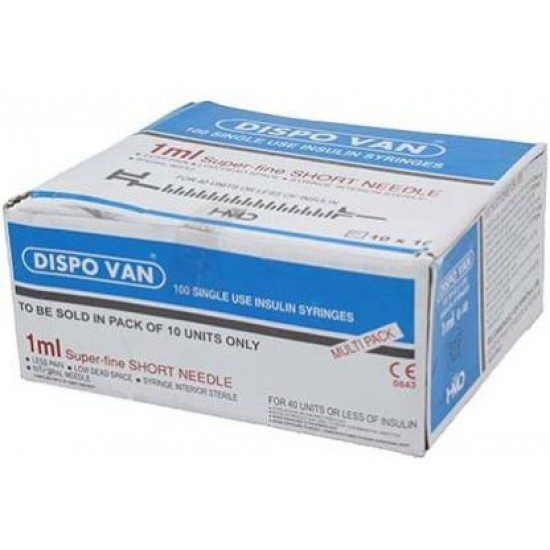 DISPO VAN®
100 SINGLE USE INSULIN SYRINGES
1ml Super-fine SHORT NEEDLE
FOR 40 UNITS OR LESS OF INSULIN
HMD
DISPO VAN®
100 SINGLE USE INSULIN SYRINGES
TO BE SOLD IN PACK OF 10 UNITS ONLY
MULTI PACK
1ml Super-fine SHORT NEEDLE
• LESS PAIN • LOW DEAD SPACE • SYRINGE INTERIOR STERILE
CE
FOR 40 UNITS OR LESS OF INSULIN
HMD